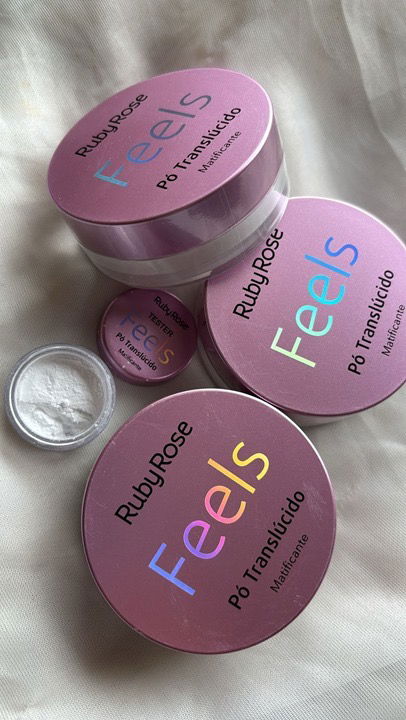 RubyRose
Feels
Pó Translúcido
Matificante
RubyRose
Feels
Pó Translúcido
Matificante
RubyRose
TESTER
Feels
Pó Translúcido
Matificante
RubyRose
Feels
Pó Translúcido
Matificante